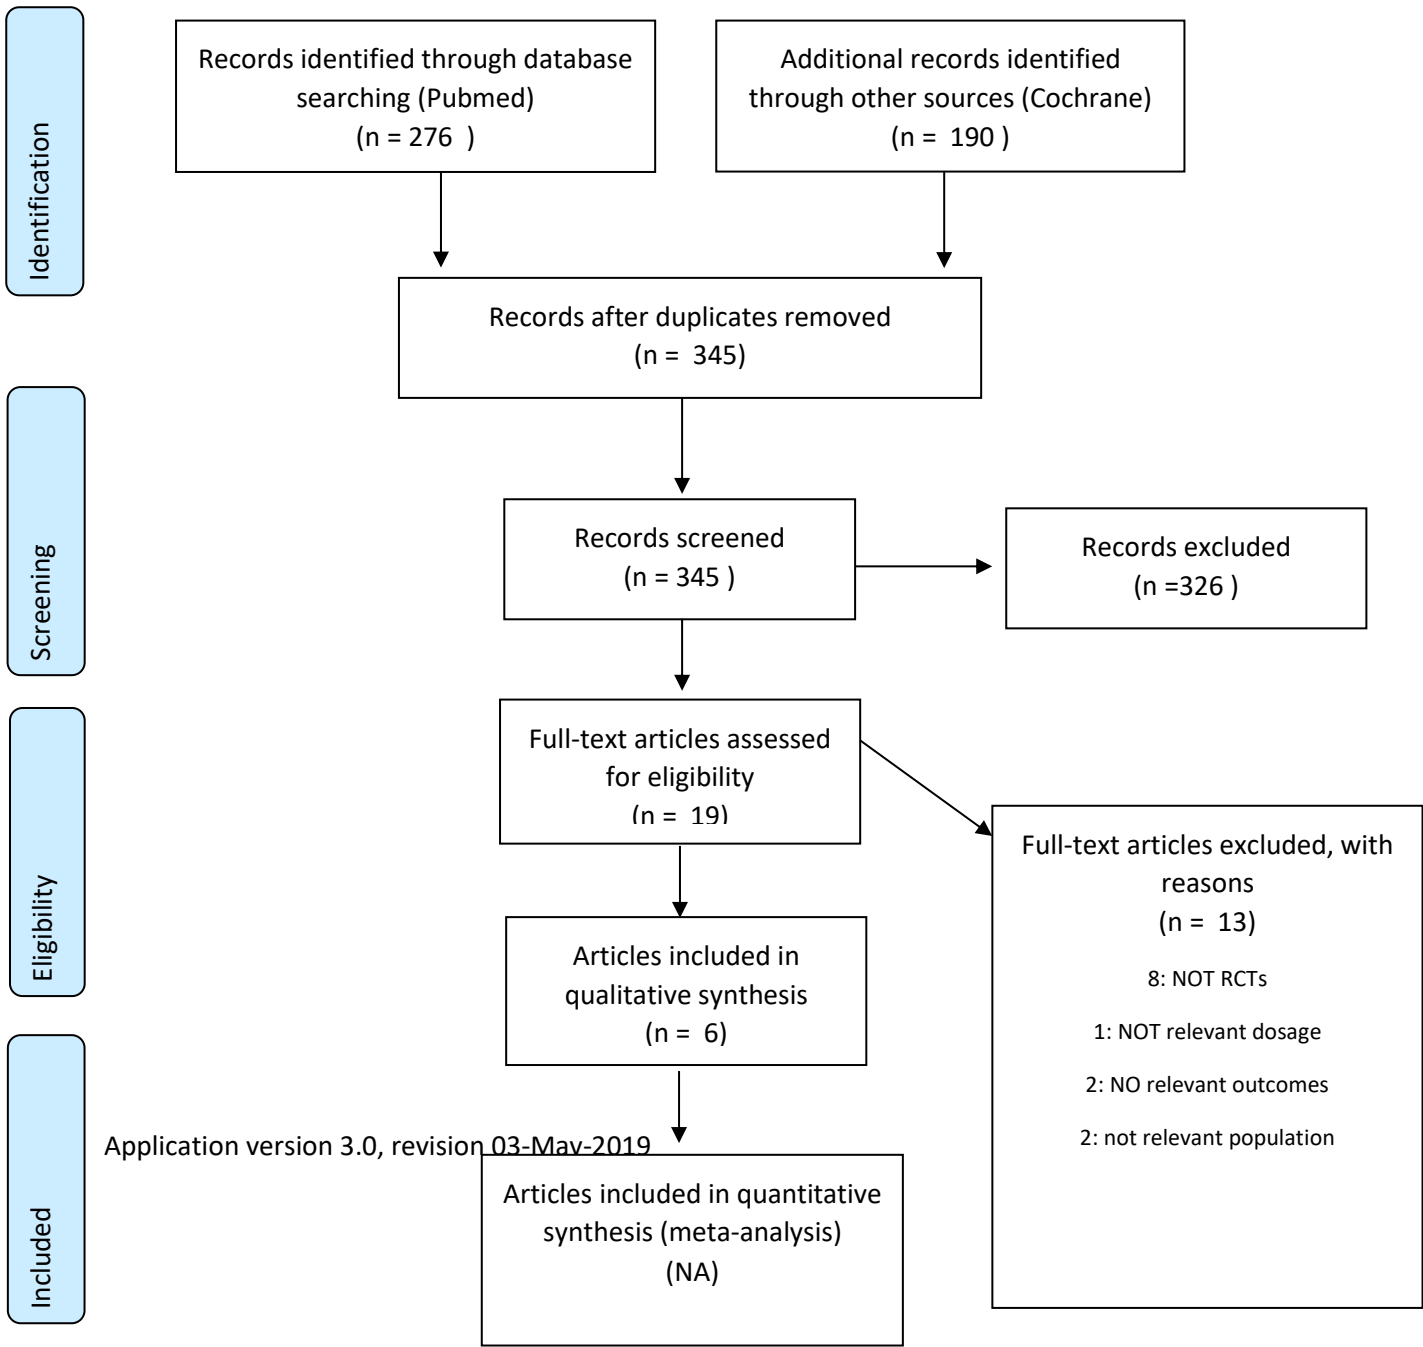 Identification
Records identified through database
searching (Pubmed)
(n = 276  )
Additional records identified
through other sources (Cochrane)
(n =  190 )
Records after duplicates removed
(n =  345)
Screening
Records screened
(n = 345 )
Records excluded
(n =326 )
Eligibility
Full-text articles assessed
for eligibility
(n =  19)
Full-text articles excluded, with
reasons
(n =  13)
8: NOT RCTs
1: NOT relevant dosage
2: NO relevant outcomes
2: not relevant population
Articles included in
qualitative synthesis
(n =  6)
Included
Application version 3.0, revision 03-May-2019
Articles included in quantitative
synthesis (meta-analysis)
(NA)